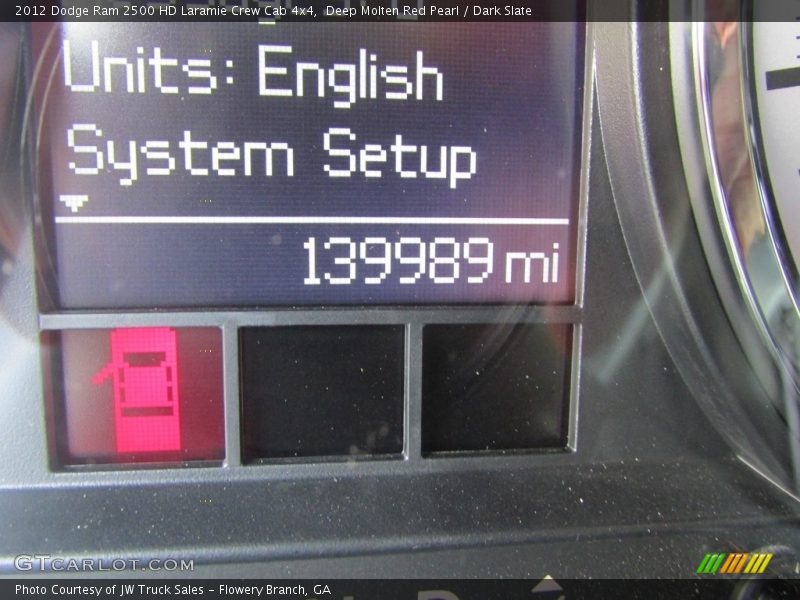 2012 Dodge Ram 2500 HD Laramie Crew Cab 4x4,  Deep Molten Red Pearl / Dark Slate
Units: English
System Setup
139989 mi
GTCARLOT.COM
Photo Courtesy of JW Truck Sales - Flowery Branch, GA